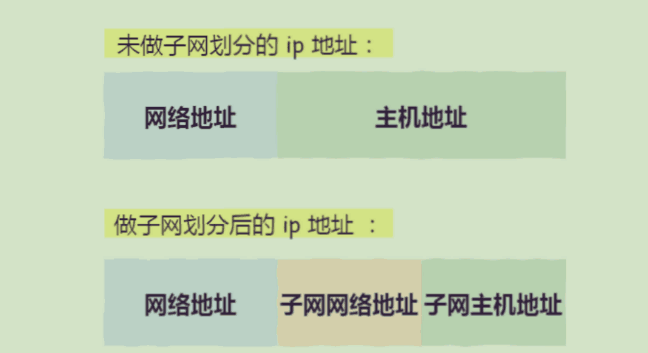 未做子网划分的 ip 地址：
网络地址 主机地址
做子网划分后的 ip 地址 ：
网络地址 子网网络地址 子网主机地址